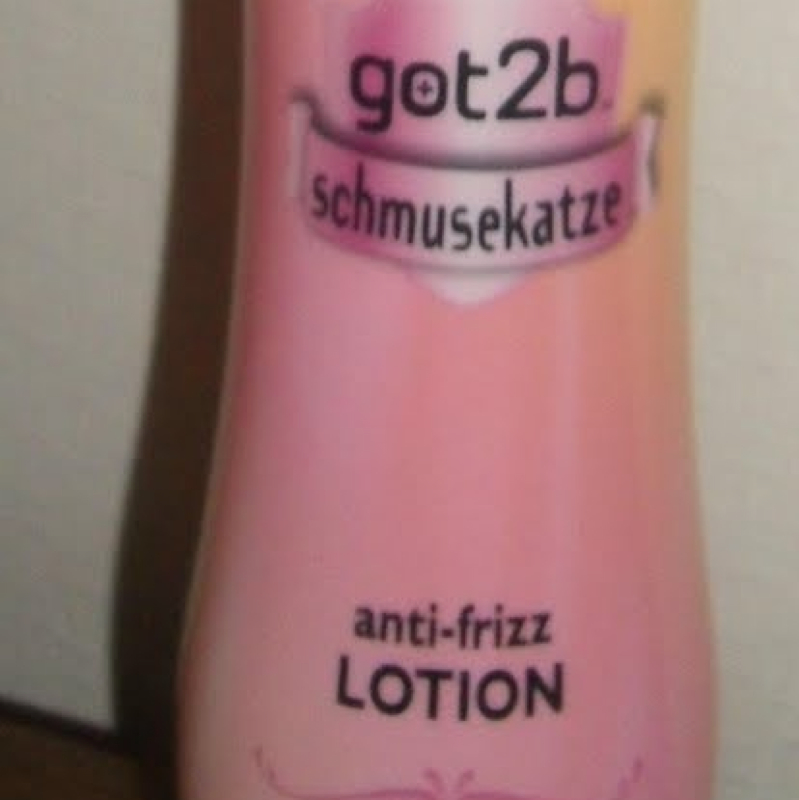 got2b
schmusekatze
anti-frizz
LOTION